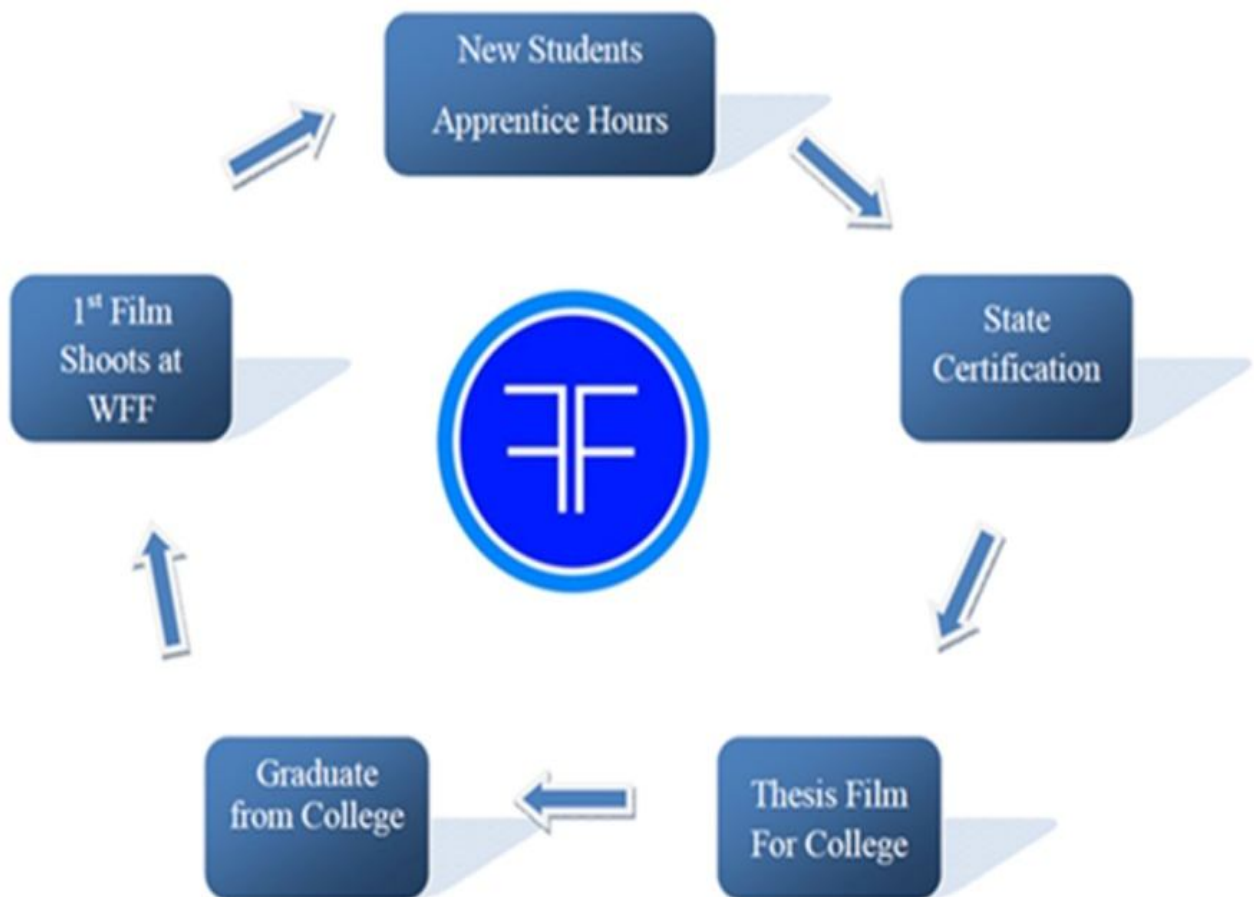 New Students
Apprentice Hours
State
Certification
Thesis Film
For College
Graduate
from College
1st Film
Shoots at
WFF